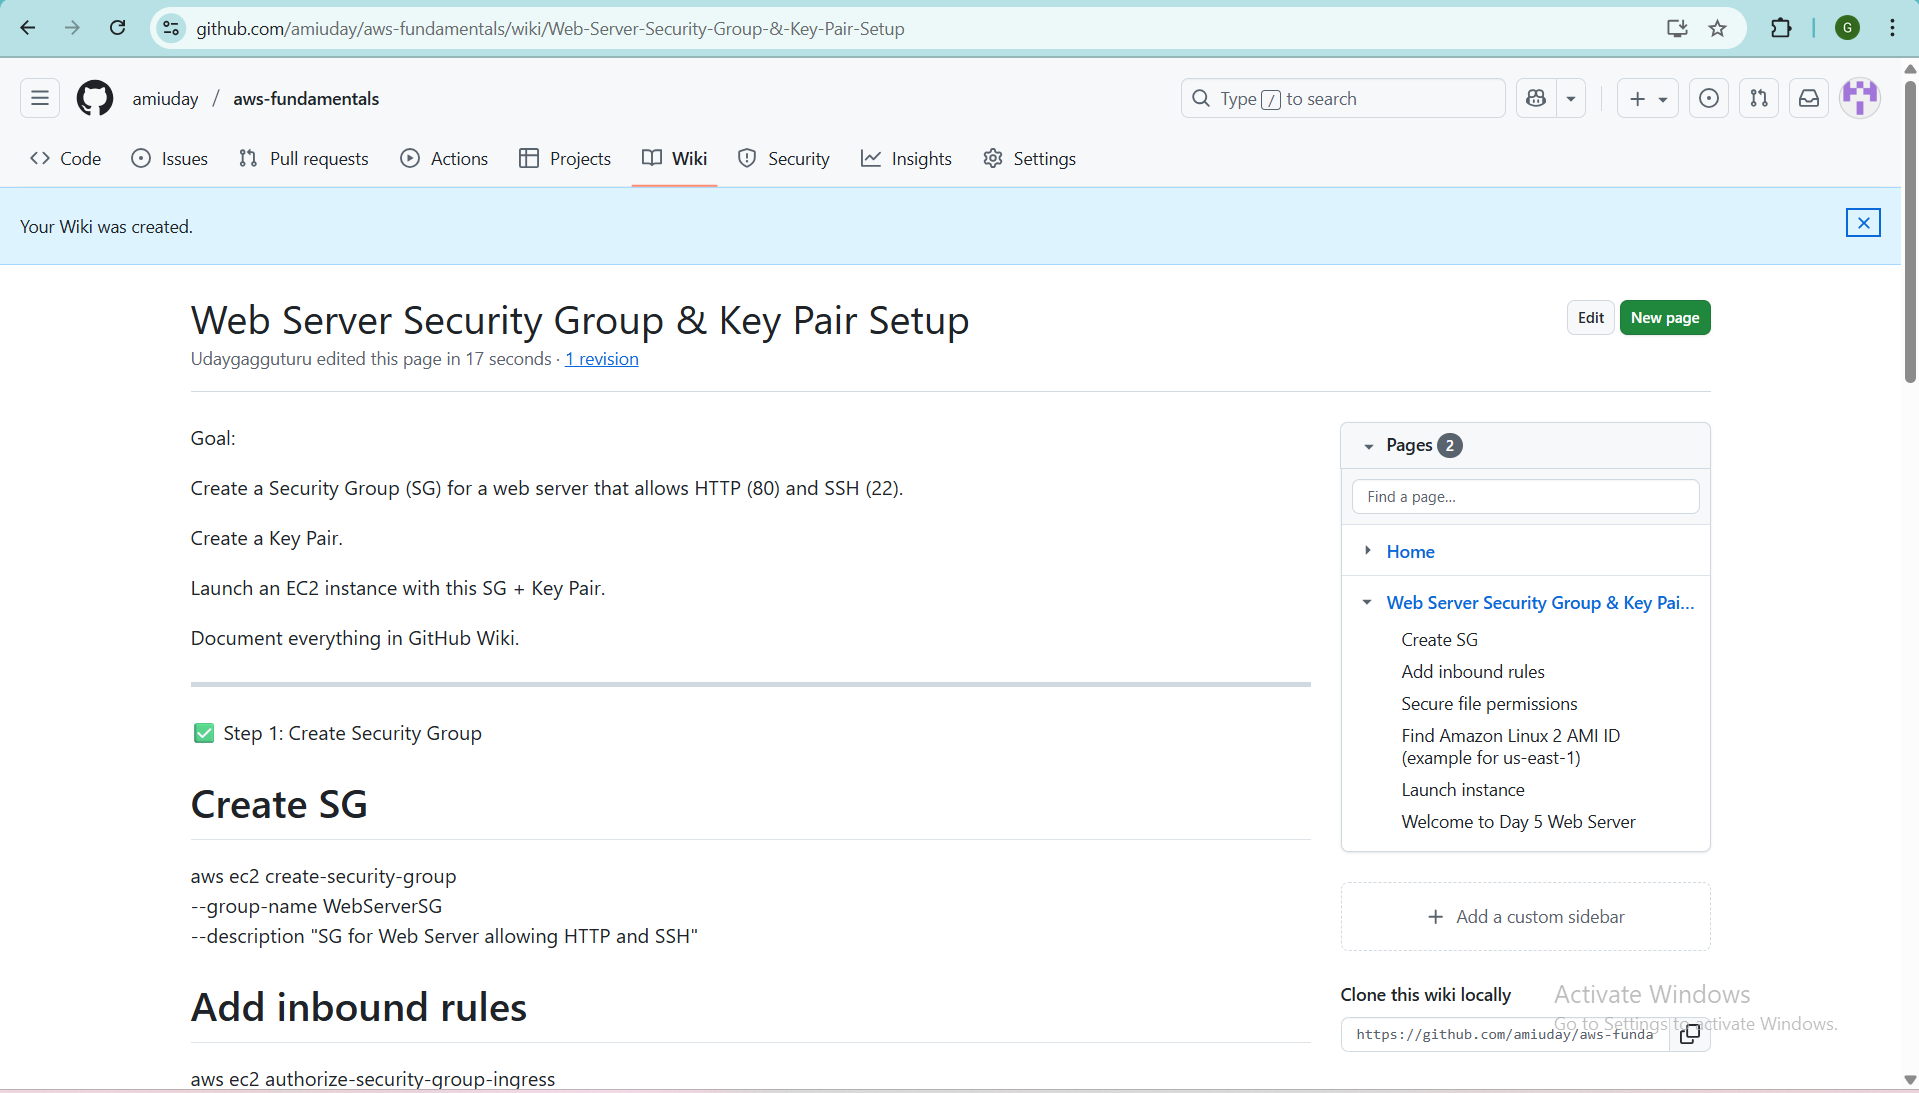 github.com/amiuday/aws-fundamentals/wiki/Web-Server-Security-Group-&-Key-Pair-Setup
G
amiuday / aws-fundamentals
Type / to search
Code
Issues
Pull requests
Actions
Projects
Wiki
Security
Insights
Settings
Your Wiki was created.
Web Server Security Group & Key Pair Setup
Edit
New page
Udaygagguturu edited this page in 17 seconds · 1 revision
Goal:
Create a Security Group (SG) for a web server that allows HTTP (80) and SSH (22).
Create a Key Pair.
Launch an EC2 instance with this SG + Key Pair.
Document everything in GitHub Wiki.
✅ Step 1: Create Security Group
Create SG
aws ec2 create-security-group
--group-name WebServerSG
--description "SG for Web Server allowing HTTP and SSH"
Add inbound rules
aws ec2 authorize-security-group-ingress
Pages 2
Find a page...
Home
Web Server Security Group & Key Pai...
Create SG
Add inbound rules
Secure file permissions
Find Amazon Linux 2 AMI ID
(example for us-east-1)
Launch instance
Welcome to Day 5 Web Server
+ Add a custom sidebar
Clone this wiki locally
https://github.com/amiuday/aws-funda
Activate Windows
Go to Settings to activate Windows.